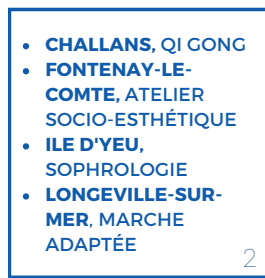 • CHALLANS, QI GONG
• FONTENAY-LE-
COMTE, ATELIER
SOCIO-ESTHÉTIQUE
• ILE D'YEU,
SOPHROLOGIE
• LONGEVILLE-SUR-
MER, MARCHE
ADAPTÉE
2